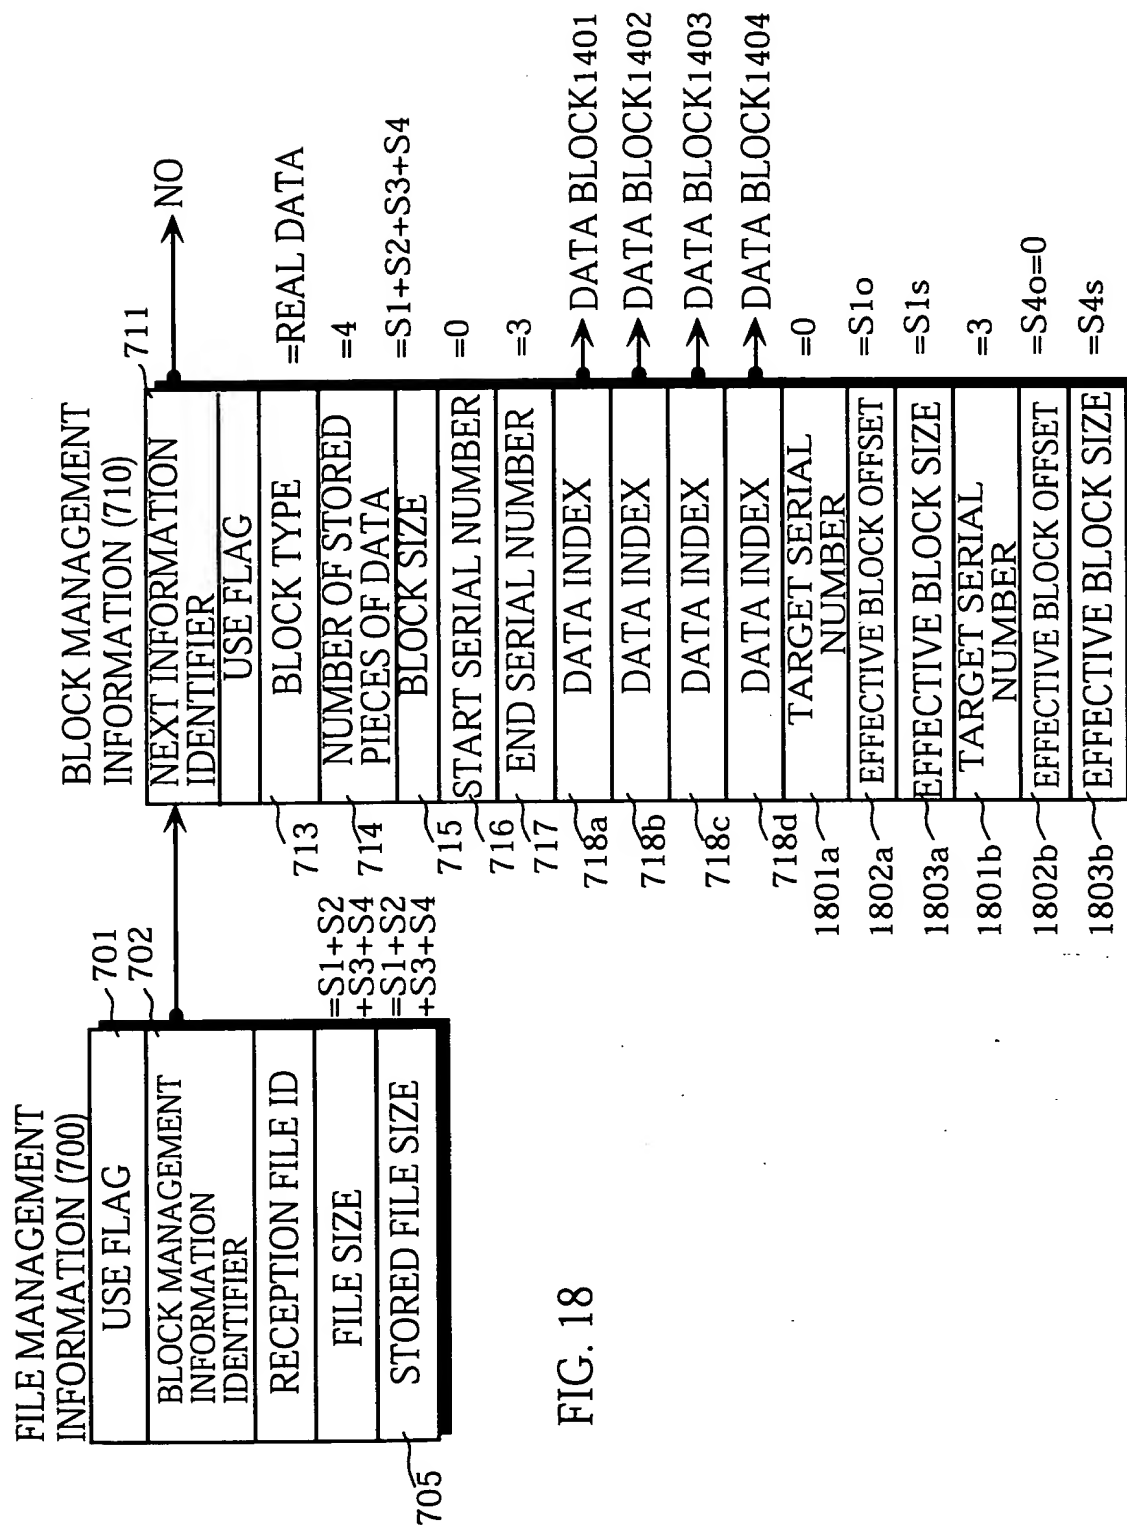 FILE MANAGEMENT
INFORMATION (700)
USE FLAG
701
BLOCK MANAGEMENT
INFORMATION
IDENTIFIER
702
RECEPTION FILE ID
FILE SIZE
=S1+S2
+S3+S4
STORED FILE SIZE
=S1+S2
+S3+S4
705
BLOCK MANAGEMENT
INFORMATION (710)
711
NEXT INFORMATION
IDENTIFIER
NO
USE FLAG
713
BLOCK TYPE
=REAL DATA
714
NUMBER OF STORED
PIECES OF DATA
=4
715
BLOCK SIZE
=S1+S2+S3+S4
716
START SERIAL NUMBER
=0
717
END SERIAL NUMBER
=3
718a
DATA INDEX
DATA BLOCK1401
718b
DATA INDEX
DATA BLOCK1402
718c
DATA INDEX
DATA BLOCK1403
718d
DATA INDEX
DATA BLOCK1404
1801a
TARGET SERIAL
NUMBER
=0
1802a
EFFECTIVE BLOCK OFFSET
=S1o
1803a
EFFECTIVE BLOCK SIZE
=S1s
1801b
TARGET SERIAL
NUMBER
=3
1802b
EFFECTIVE BLOCK OFFSET
=S4o=0
1803b
EFFECTIVE BLOCK SIZE
=S4s
FIG. 18